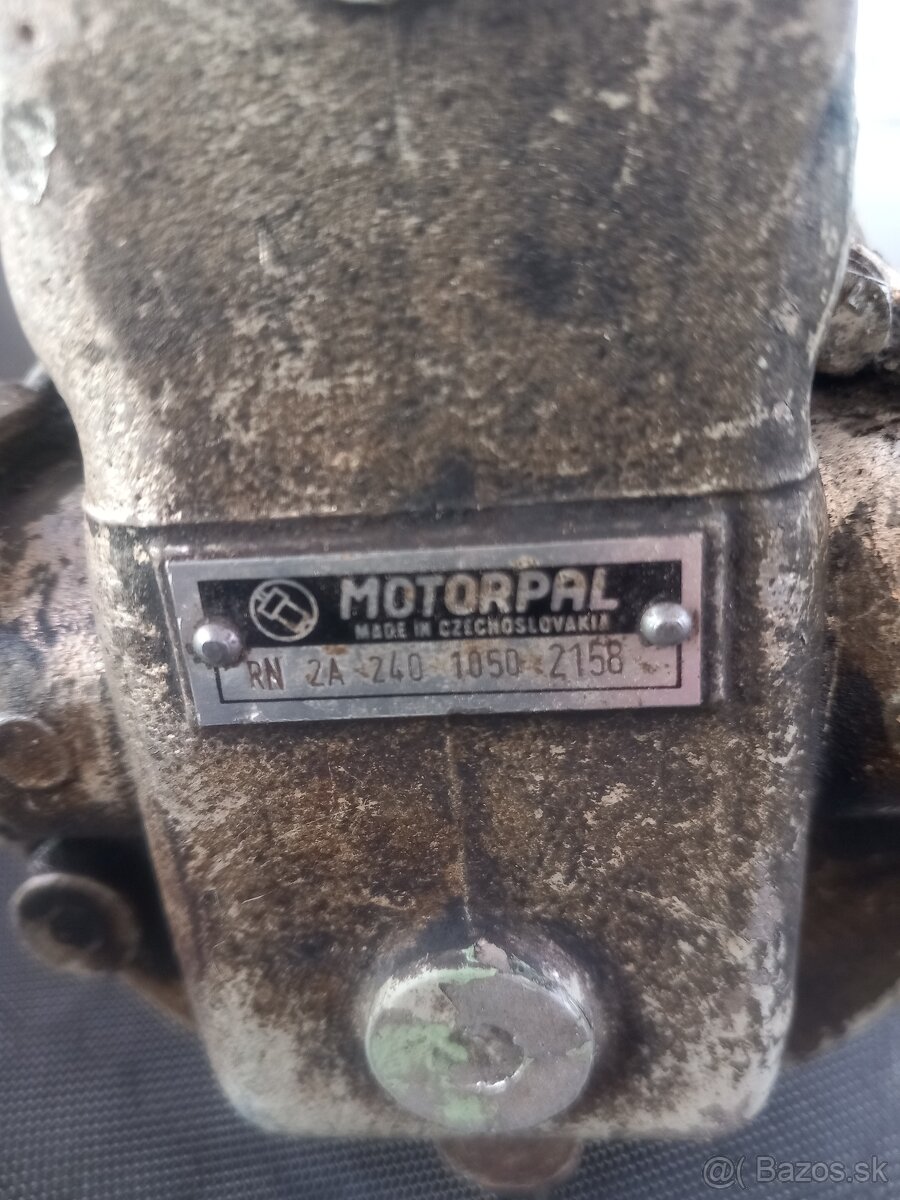 MOTORPAL
MADE IN CZECHOSLOVAKIA
RN 2A 240 1050 2158
@( Bazos.sk